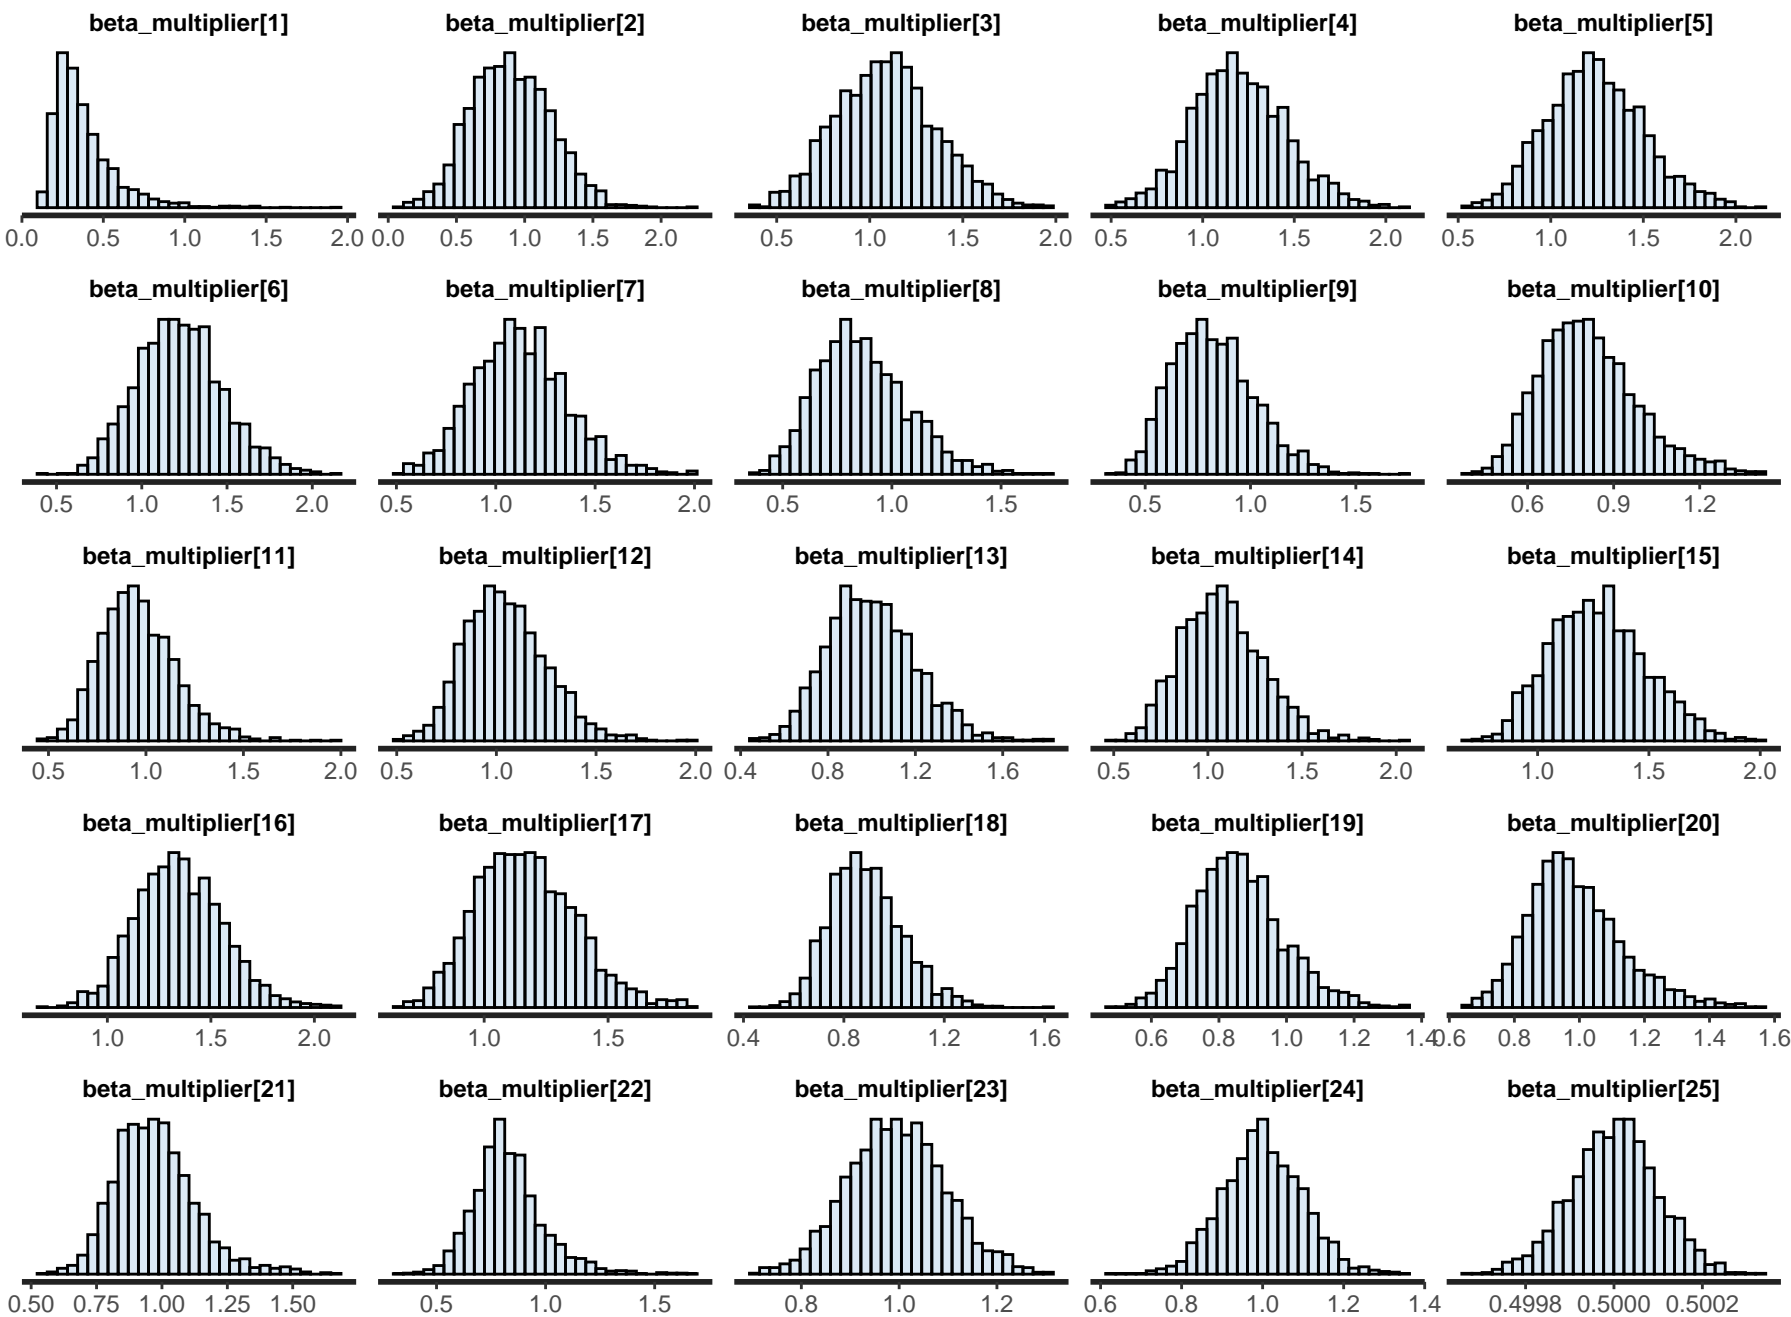 beta_multiplier[1] beta_multiplier[2] beta_multiplier[3] beta_multiplier[4] beta_multiplier[5]
0.0 0.5 1.0 1.5 2.0 0.0 0.5 1.0 1.5 2.0 0.5 1.0 1.5 2.0 0.5 1.0 1.5 2.0 0.5 1.0 1.5 2.0
beta_multiplier[6] beta_multiplier[7] beta_multiplier[8] beta_multiplier[9] beta_multiplier[10]
0.5 1.0 1.5 2.0 0.5 1.0 1.5 2.0 0.5 1.0 1.5 0.5 1.0 1.5 0.6 0.9 1.2
beta_multiplier[11] beta_multiplier[12] beta_multiplier[13] beta_multiplier[14] beta_multiplier[15]
0.5 1.0 1.5 2.0 0.5 1.0 1.5 2.0 0.4 0.8 1.2 1.6 0.5 1.0 1.5 2.0 1.0 1.5 2.0
beta_multiplier[16] beta_multiplier[17] beta_multiplier[18] beta_multiplier[19] beta_multiplier[20]
1.0 1.5 2.0 1.0 1.5 0.4 0.8 1.2 1.6 0.6 0.8 1.0 1.2 1.4 0.6 0.8 1.0 1.2 1.4 1.6
beta_multiplier[21] beta_multiplier[22] beta_multiplier[23] beta_multiplier[24] beta_multiplier[25]
0.50 0.75 1.00 1.25 1.50 0.5 1.0 1.5 0.8 1.0 1.2 0.6 0.8 1.0 1.2 1.4 0.4998 0.5000 0.5002